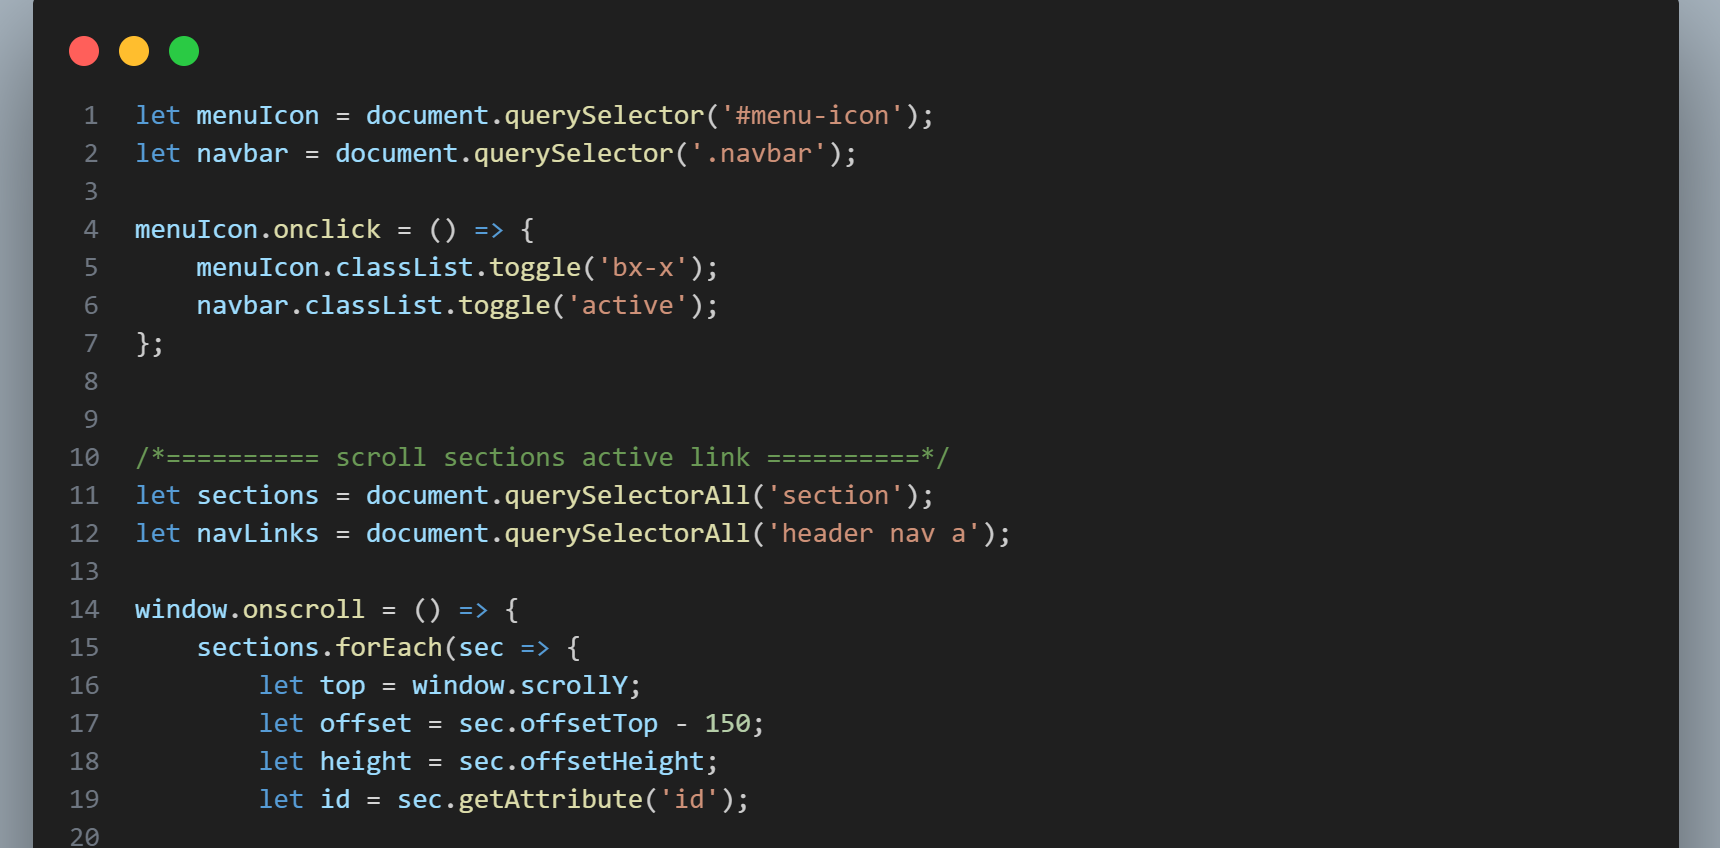 1 let menuIcon = document.querySelector('#menu-icon');
2 let navbar = document.querySelector('.navbar');
3
4 menuIcon.onclick = () => {
5     menuIcon.classList.toggle('bx-x');
6     navbar.classList.toggle('active');
7 };
8
9
10 /*========== scroll sections active link ==========*/
11 let sections = document.querySelectorAll('section');
12 let navLinks = document.querySelectorAll('header nav a');
13
14 window.onscroll = () => {
15     sections.forEach(sec => {
16         let top = window.scrollY;
17         let offset = sec.offsetTop - 150;
18         let height = sec.offsetHeight;
19         let id = sec.getAttribute('id');
20